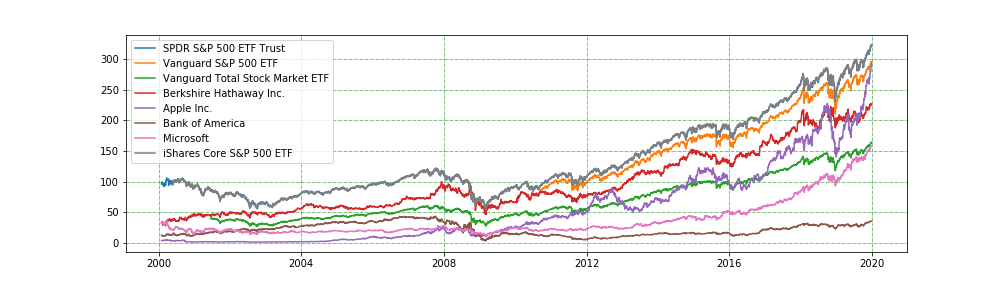 SPDR S&P 500 ETF Trust
Vanguard S&P 500 ETF
Vanguard Total Stock Market ETF
Berkshire Hathaway Inc.
Apple Inc.
Bank of America
Microsoft
iShares Core S&P 500 ETF
300
250
200
150
100
50
0
2000 2004 2008 2012 2016 2020